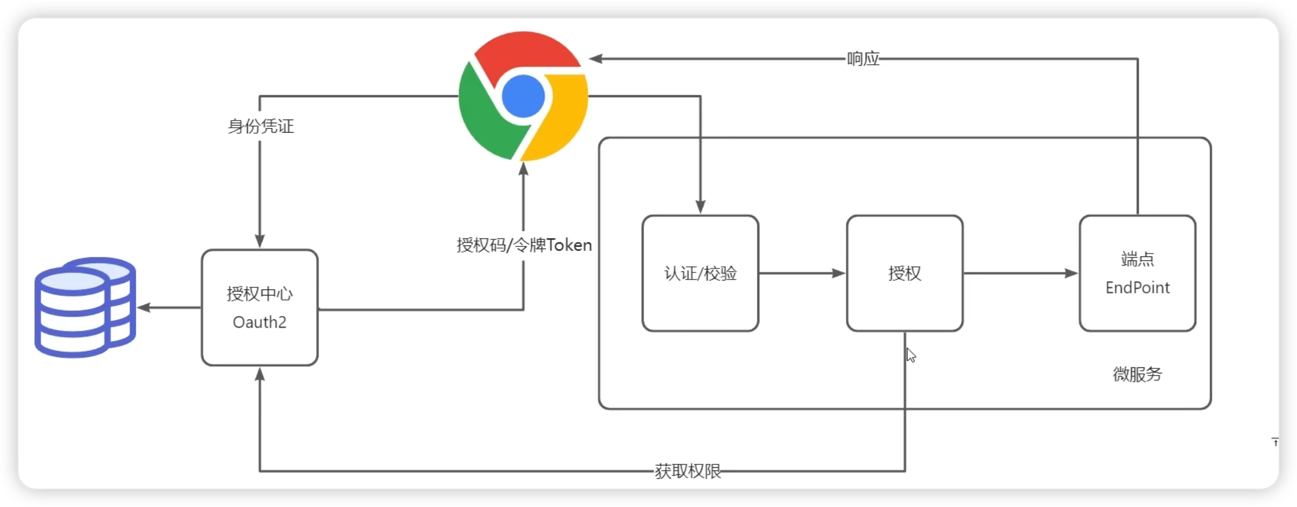 响应
身份凭证
授权码/令牌Token
授权中心
Oauth2
认证/校验
授权
端点
EndPoint
微服务
获取权限